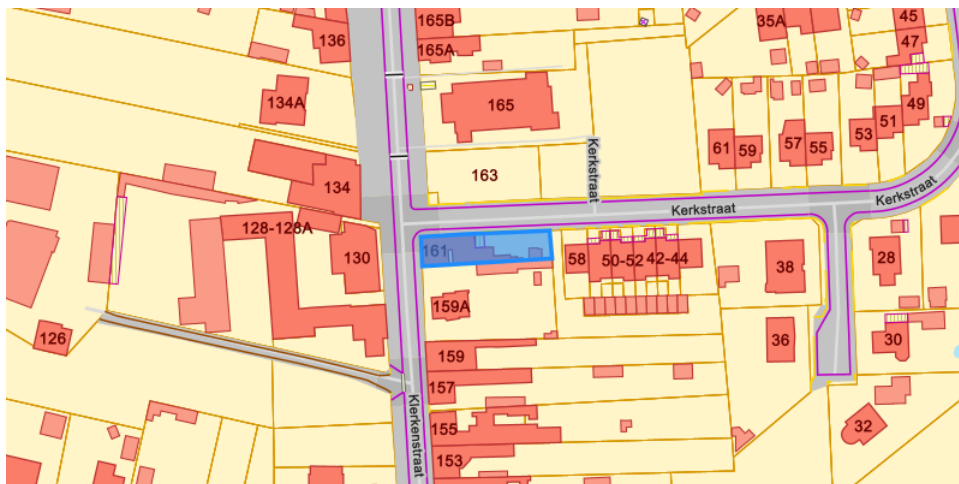 136
165B
165A
35A
45
47
134A
165
49
51
53
61
59
57
55
134
163
Kerkstraat
Kerkstraat
Kerkstraat
128-128A
130
161
58
50-52
42-44
38
28
159A
126
36
30
159
157
Klerkenstraat
155
153
32